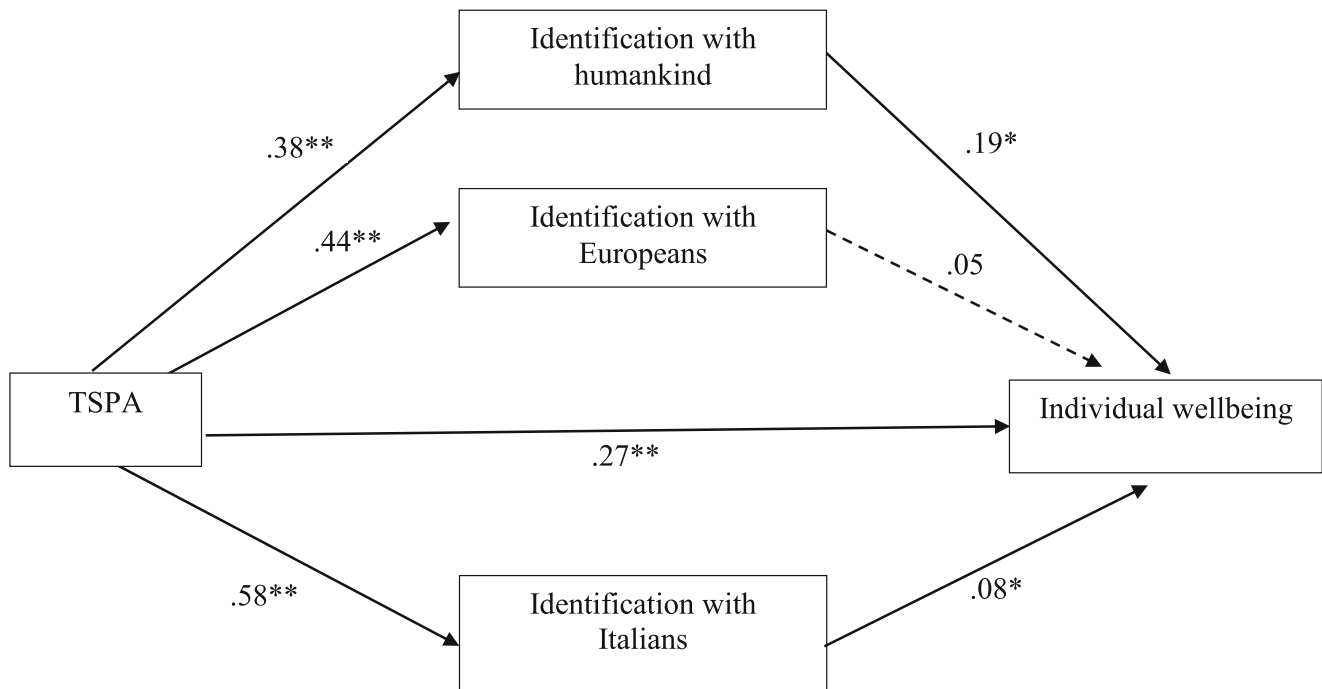 Identification with
humankind
.38**
.19*
Identification with
Europeans
.44**
.05
TSPA
Individual wellbeing
.27**
.58**
Identification with
Italians
.08*